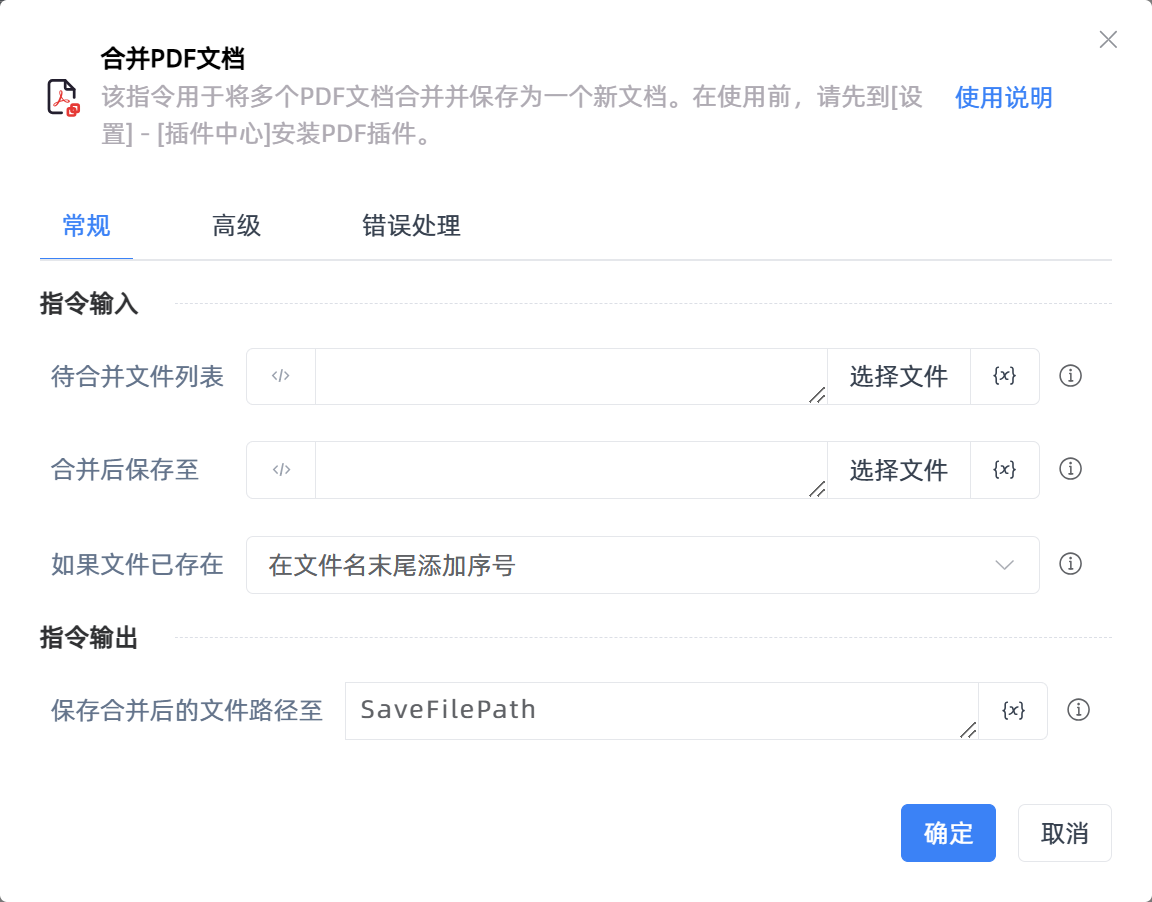 合并PDF文档
该指令用于将多个PDF文档合并并保存为一个新文档。在使用前，请先到[设
置] - [插件中心]安装PDF插件。
使用说明
常规
高级
错误处理
指令输入
待合并文件列表
</>
选择文件
{x}
合并后保存至
</>
选择文件
{x}
如果文件已存在
在文件名末尾添加序号
指令输出
保存合并后的文件路径至
SaveFilePath
{x}
确定
取消